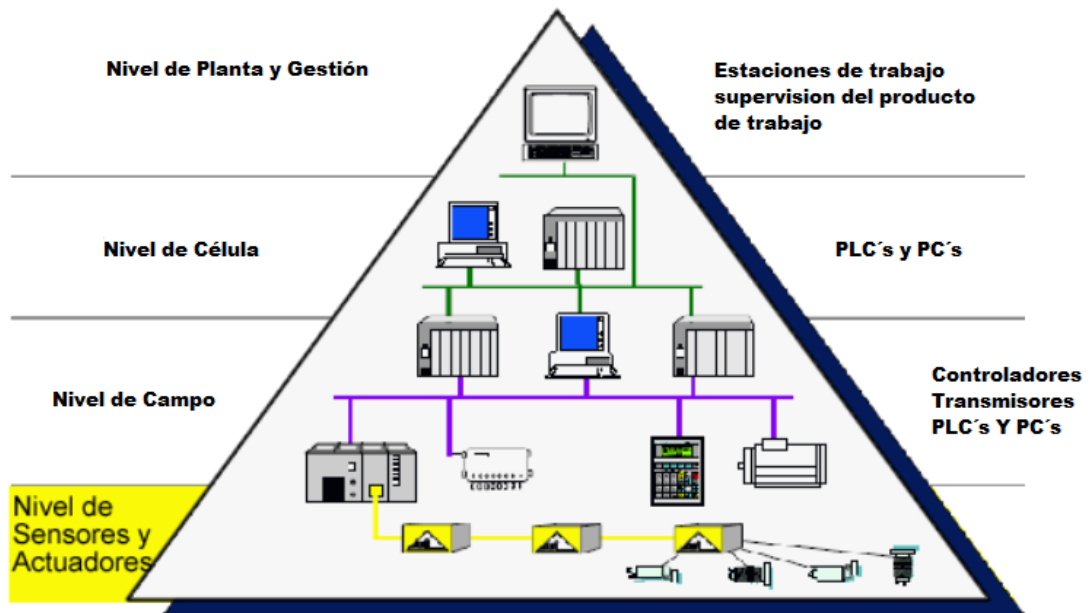 Nivel de Planta y Gestión
Estaciones de trabajo
supervision del producto
de trabajo
Nivel de Célula
PLC´s y PC´s
Nivel de Campo
Controladores
Transmisores
PLC´s Y PC´s
Nivel de
Sensores y
Actuadores